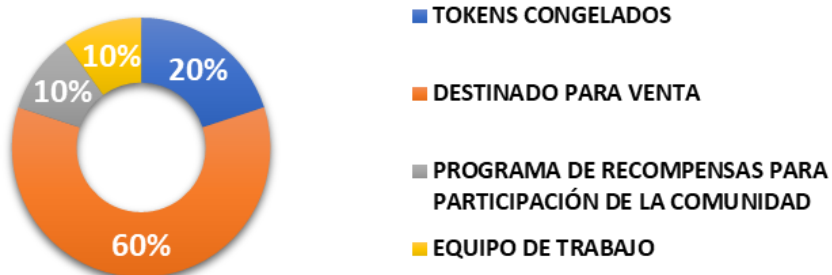 TOKENS CONGELADOS
10%
20%
10%
DESTINADO PARA VENTA
PROGRAMA DE RECOMPENSAS PARA
PARTICIPACIÓN DE LA COMUNIDAD
60%
EQUIPO DE TRABAJO